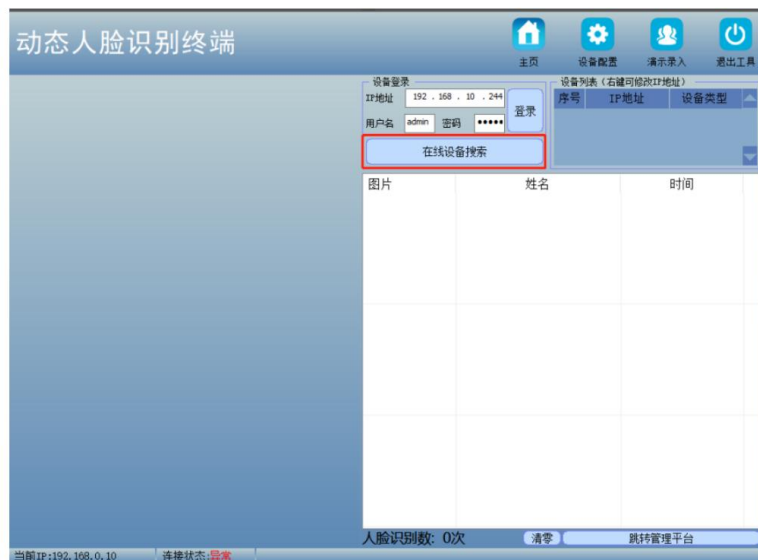 动态人脸识别终端
主页 设备配置 演示录入 退出工具
设备登录
IP地址 192 . 168 . 10 . 244
登录
用户名 admin 密码 •••••
在线设备搜索
设备列表（右键可修改IP地址）
序号 IP地址 设备类型
图片 姓名 时间
人脸识别数: 0次 清零 跳转管理平台
当前IP:192.168.0.10 连接状态:异常